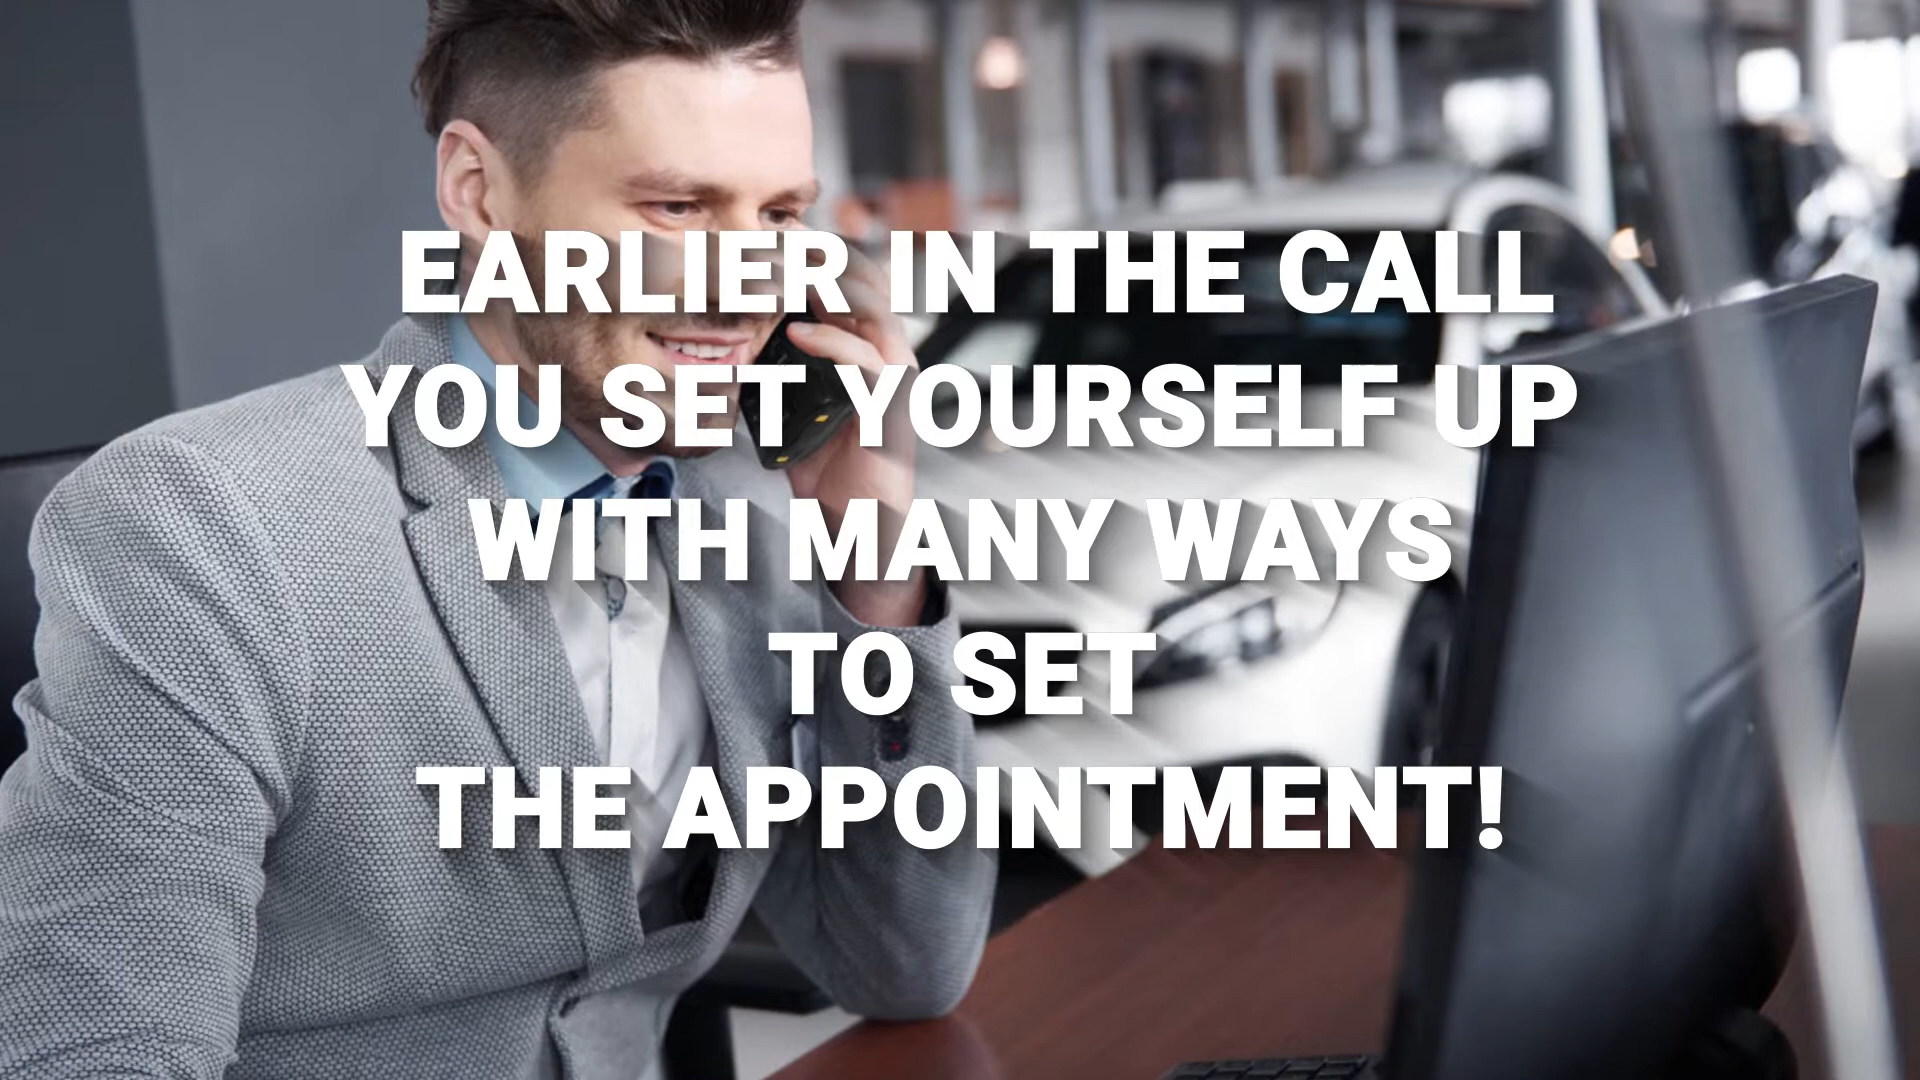 EARLIER IN THE CALL
YOU SET YOURSELF UP
WITH MANY WAYS
TO SET
THE APPOINTMENT!